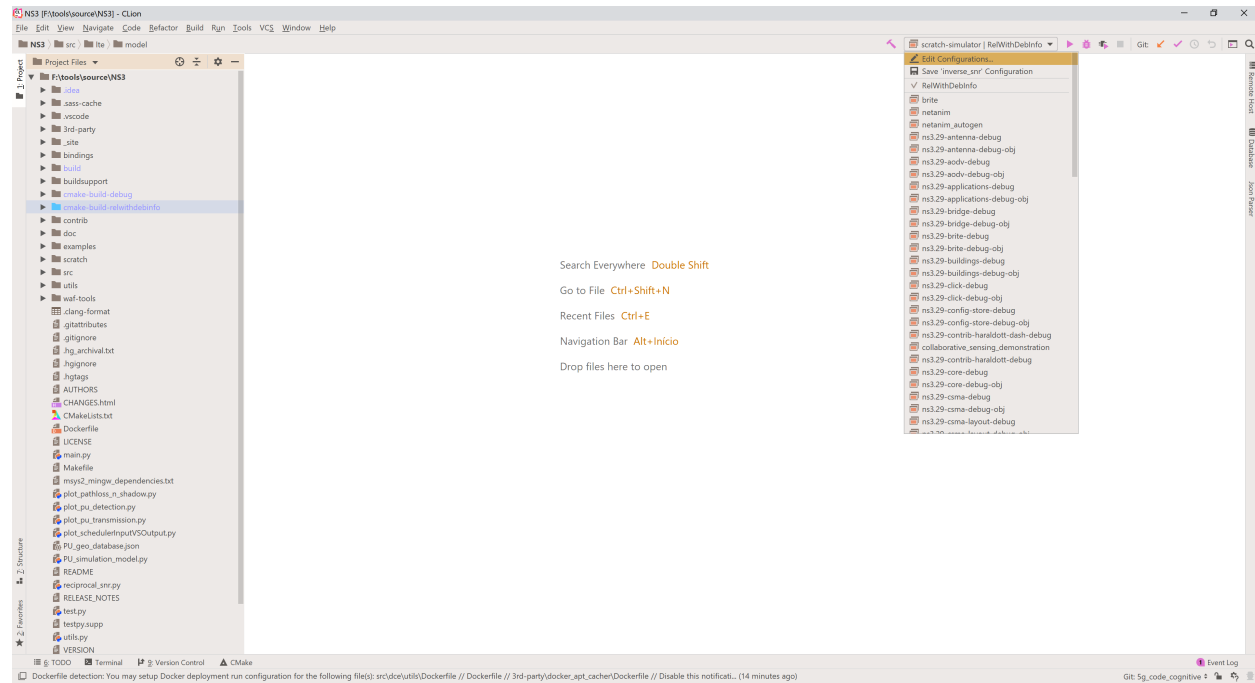 NS3 [F:\tools\source\NS3] - CLion
File Edit View Navigate Code Refactor Build Run Tools VCS Window Help
NS3 src lte model
scratch-simulator | RelWithDebInfo
Git:
1: Project
Project Files
F:\tools\source\NS3
.idea
.sass-cache
.vscode
3rd-party
_site
bindings
build
buildsupport
cmake-build-debug
cmake-build-relwithdebinfo
contrib
doc
examples
scratch
src
utils
waf-tools
.clang-format
.gitattributes
.gitignore
.hg_archival.txt
.hgignore
.hgtags
AUTHORS
CHANGES.html
CMakeLists.txt
Dockerfile
LICENSE
main.py
Makefile
msys2_mingw_dependencies.txt
plot_pathloss_n_shadow.py
plot_pu_detection.py
plot_pu_transmission.py
plot_schedulerInputVSOutput.py
PU_geo_database.json
PU_simulation_model.py
README
reciprocal_snr.py
RELEASE_NOTES
test.py
testpy.supp
utils.py
VERSION
7: Structure
2: Favorites
Search Everywhere Double Shift
Go to File Ctrl+Shift+N
Recent Files Ctrl+E
Navigation Bar Alt+Início
Drop files here to open
Edit Configurations...
Save 'inverse_snr' Configuration
RelWithDebInfo
brite
netanim
netanim_autogen
ns3.29-antenna-debug
ns3.29-antenna-debug-obj
ns3.29-aodv-debug
ns3.29-aodv-debug-obj
ns3.29-applications-debug
ns3.29-applications-debug-obj
ns3.29-bridge-debug
ns3.29-bridge-debug-obj
ns3.29-brite-debug
ns3.29-brite-debug-obj
ns3.29-buildings-debug
ns3.29-buildings-debug-obj
ns3.29-click-debug
ns3.29-click-debug-obj
ns3.29-config-store-debug
ns3.29-config-store-debug-obj
ns3.29-contrib-haraldott-dash-debug
collaborative_sensing_demonstration
ns3.29-contrib-haraldott-debug
ns3.29-core-debug
ns3.29-core-debug-obj
ns3.29-csma-debug
ns3.29-csma-debug-obj
ns3.29-csma-layout-debug
ns3.29-csma-layout-debug-obj
Remote Host
Database
Json Parser
6: TODO Terminal 9: Version Control CMake
1 Event Log
Dockerfile detection: You may setup Docker deployment run configuration for the following file(s): src\dce\utils\Dockerfile // Dockerfile // 3rd-party\docker_apt_cacher\Dockerfile // Disable this notificati... (14 minutes ago)
Git: 5g_code_cognitive